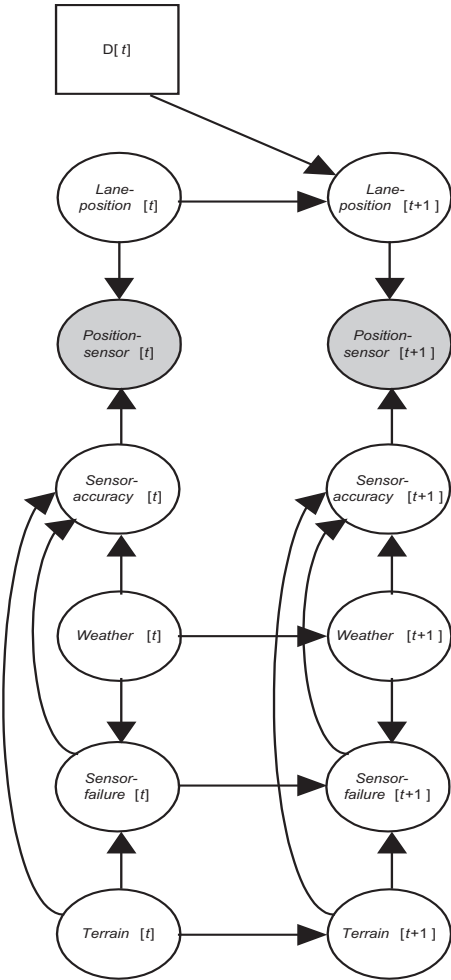 D[t]
Lane-
position [t]
Lane-
position [t+1]
Position-
sensor [t]
Position-
sensor [t+1]
Sensor-
accuracy [t]
Sensor-
accuracy [t+1]
Weather [t]
Weather [t+1]
Sensor-
failure [t]
Sensor-
failure [t+1]
Terrain [t]
Terrain [t+1]